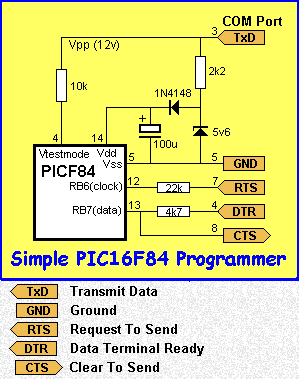 COM Port
3
TxD
Vpp (12v)
10k
2k2
1N4148
100u
5v6
4
14
Vtestmode
Vdd
Vss
PICF84
5
5
GND
RB6(clock)
12
22k
7
RTS
RB7(data)
13
4k7
4
DTR
8
CTS
Simple PIC16F84 Programmer
TxD Transmit Data
GND Ground
RTS Request To Send
DTR Data Terminal Ready
CTS Clear To Send